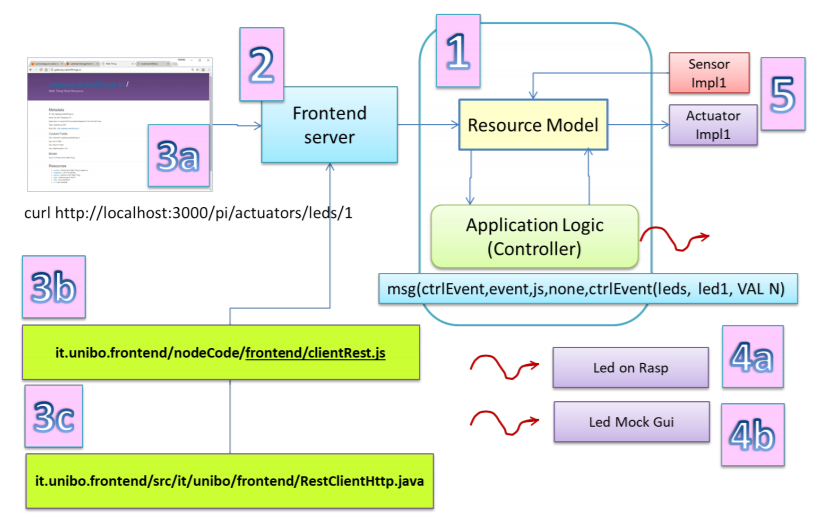 2
1
Sensor
Impl1
5
Frontend
server
Resource Model
Actuator
Impl1
3a
Metadata
Resources
curl http://localhost:3000/pi/actuators/leds/1
Application Logic
(Controller)
3b
msg(ctrlEvent,event,js,none,ctrlEvent(leds, led1, VAL N)
it.unibo.frontend/nodeCode/frontend/clientRest.js
Led on Rasp
4a
3c
Led Mock Gui
4b
it.unibo.frontend/src/it/unibo/frontend/RestClientHttp.java